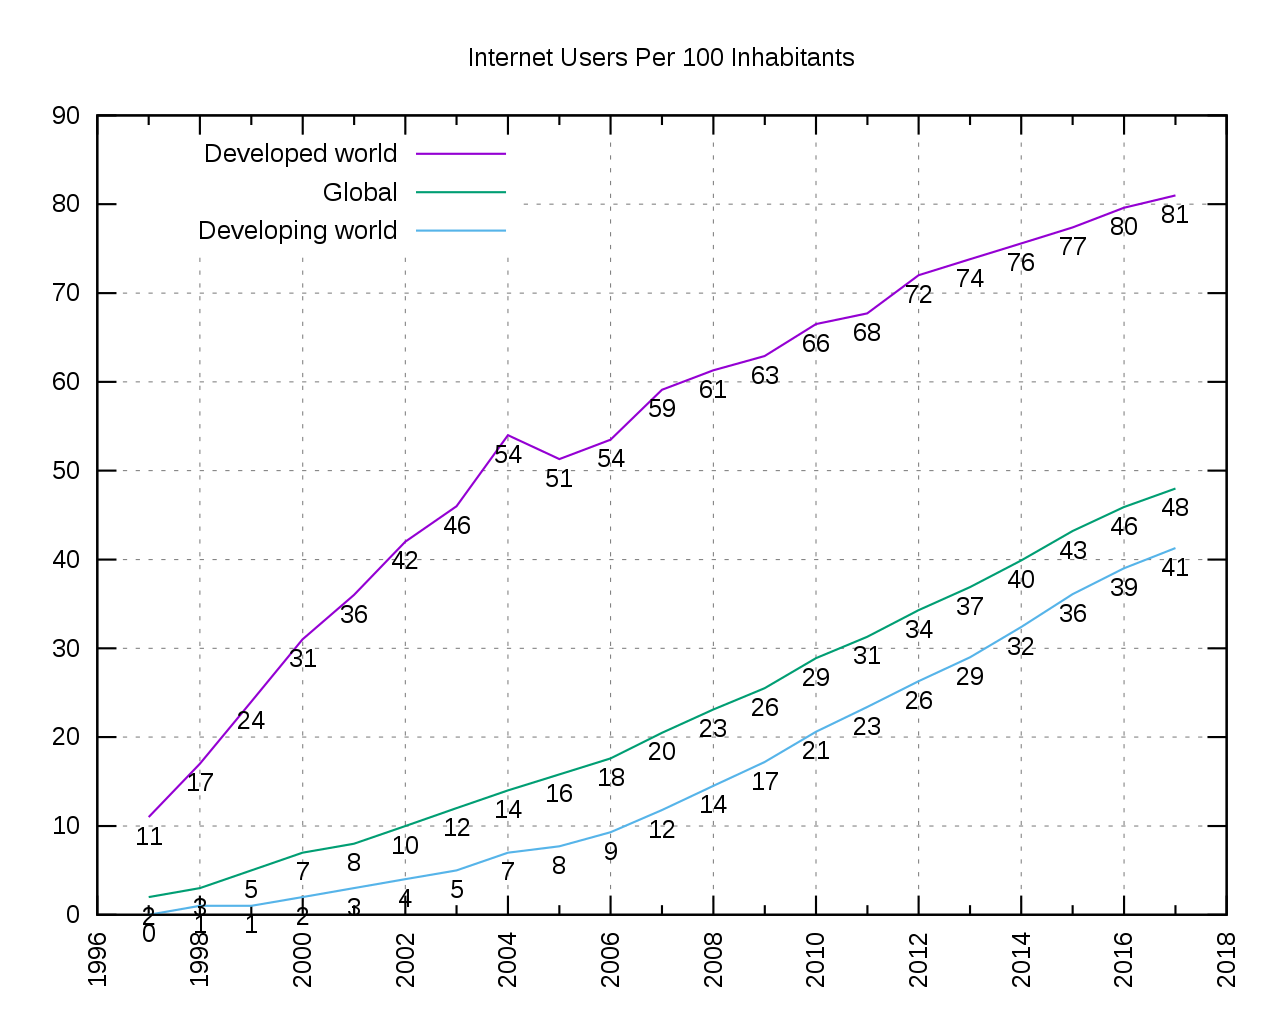 Internet Users Per 100 Inhabitants
90
80
70
60
50
40
30
20
10
0
Developed world
Global
Developing world
11 17 24 31 36 42 46 54 51 54 59 61 63 66 68 72 74 76 77 80 81
2 3 5 7 8 10 12 14 16 18 20 23 26 29 31 34 37 40 43 46 48
0 1 1 2 3 4 5 7 8 9 12 14 17 21 23 26 29 32 36 39 41
1996 1998 2000 2002 2004 2006 2008 2010 2012 2014 2016 2018